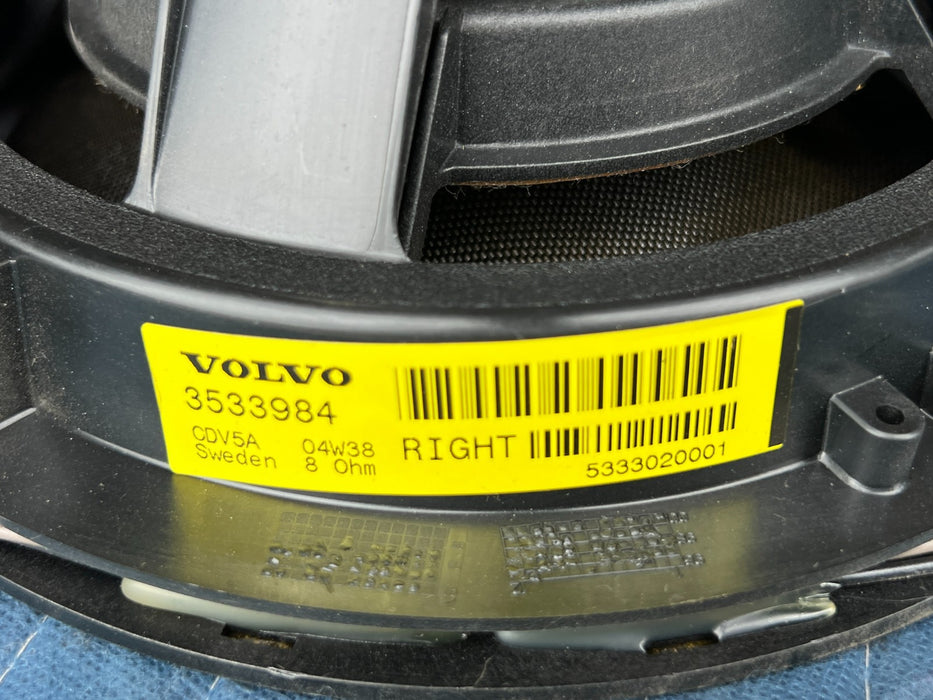 VOLVO
3533984
CDV5A 04W38
Sweden 8 Ohm
RIGHT
5333020001